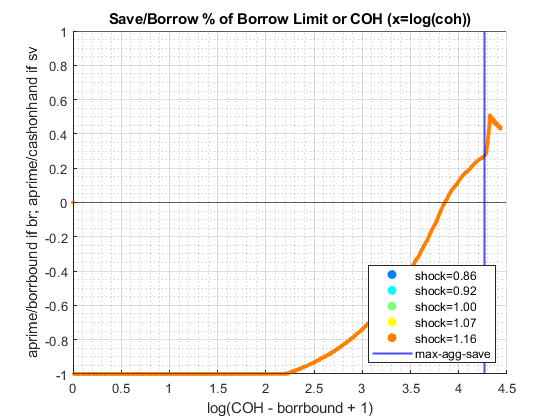 Save/Borrow % of Borrow Limit or COH (x=log(coh))
aprime/borrbound if br; aprime/cashonhand if sv
1
0.8
0.6
0.4
0.2
0
-0.2
-0.4
-0.6
-0.8
-1
shock=0.86
shock=0.92
shock=1.00
shock=1.07
shock=1.16
max-agg-save
0 0.5 1 1.5 2 2.5 3 3.5 4 4.5
log(COH - borrbound + 1)